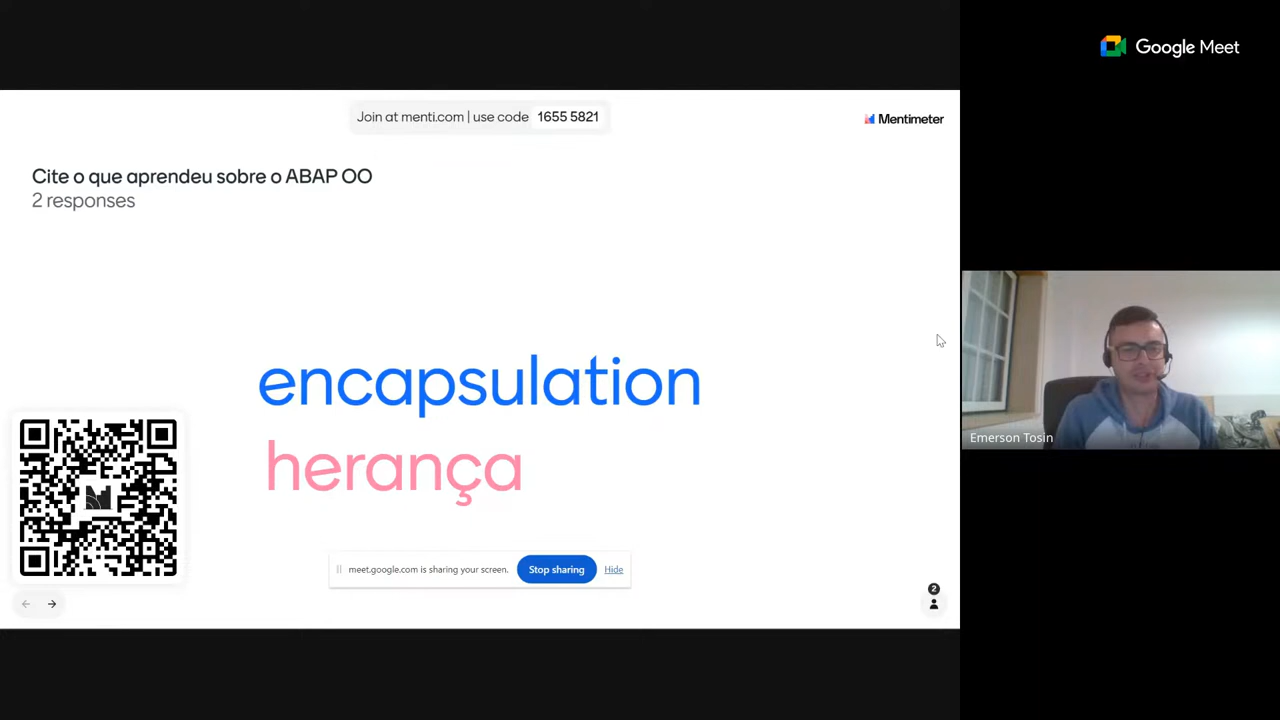 Google Meet
Join at menti.com | use code 1655 5821
Mentimeter
Cite o que aprendeu sobre o ABAP OO
2 responses
encapsulation
herança
meet.google.com is sharing your screen. Stop sharing Hide
2
Emerson Tosin